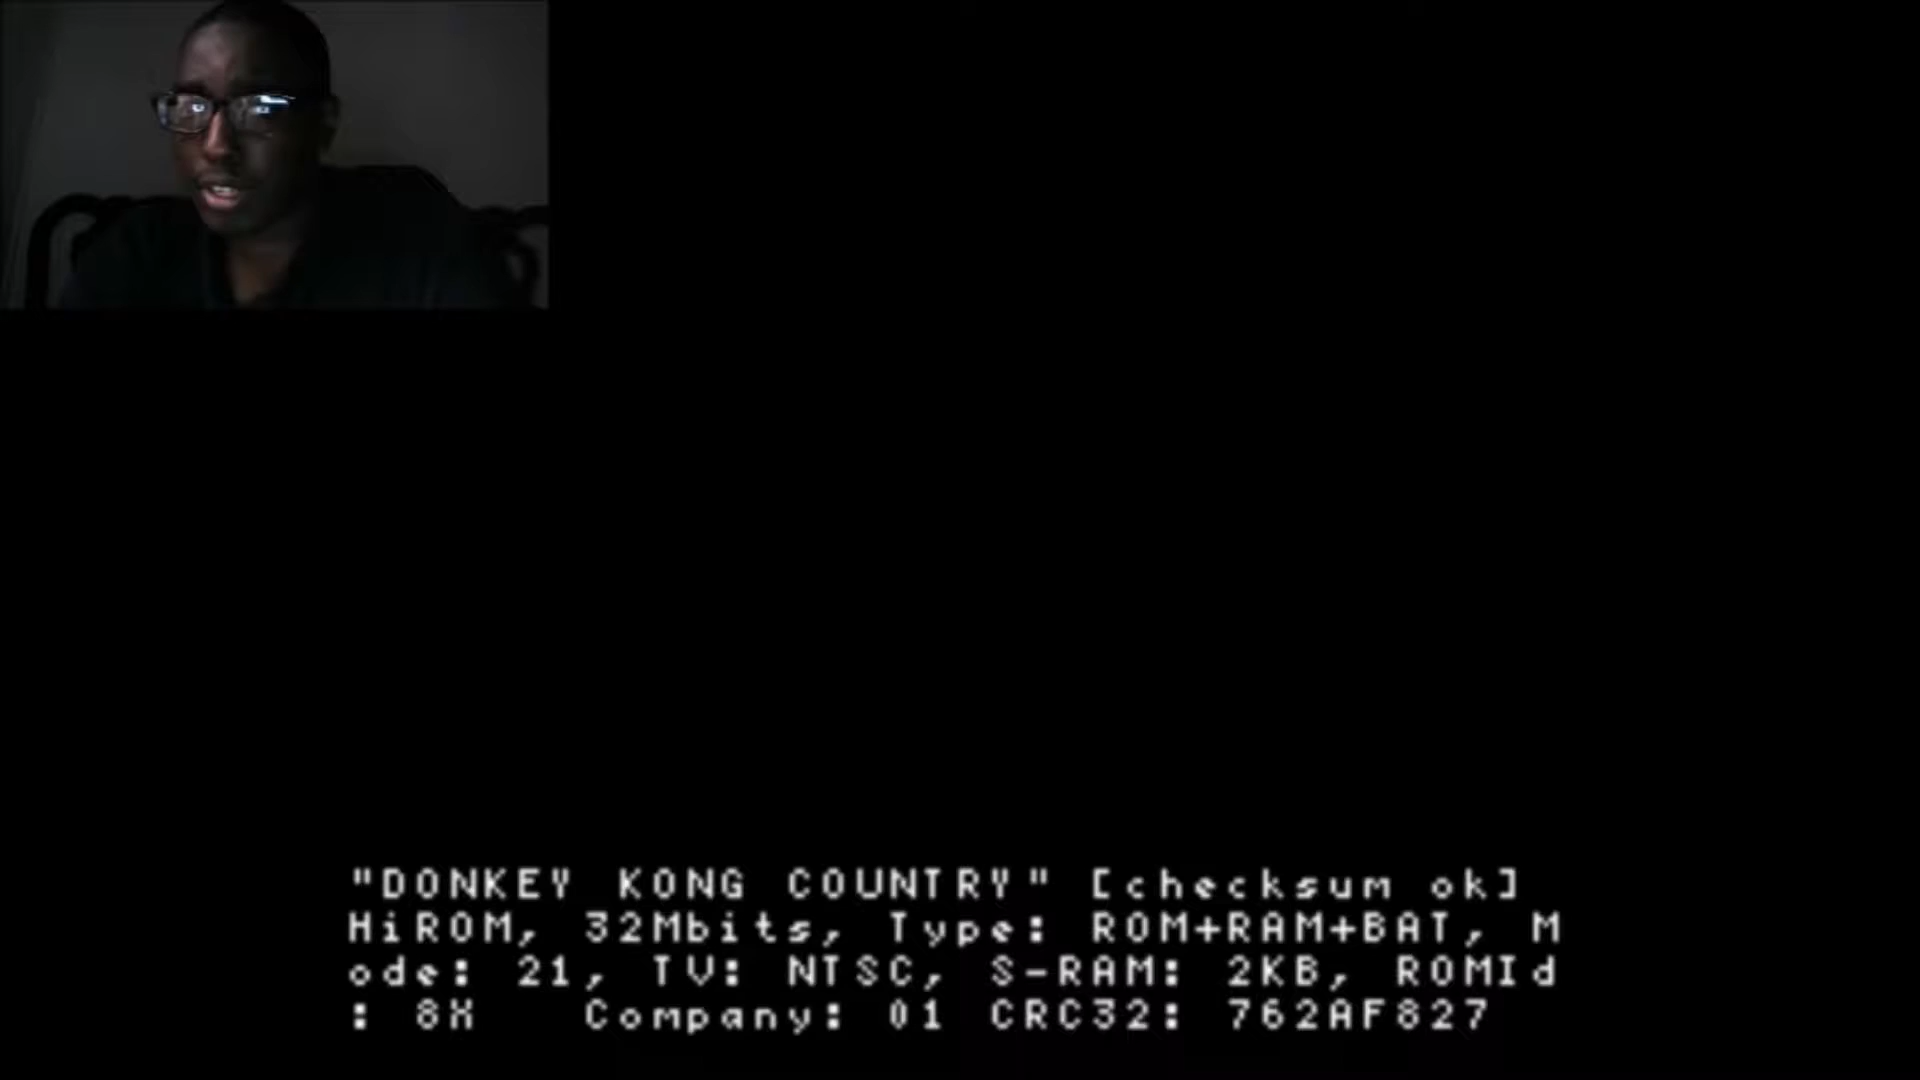 "DONKEY KONG COUNTRY" [checksum ok]
HiROM, 32Mbits, Type: ROM+RAM+BAT, M
ode: 21, TV: NTSC, S-RAM: 2KB, ROMId
: 8X   Company: 01 CRC32: 762AF827